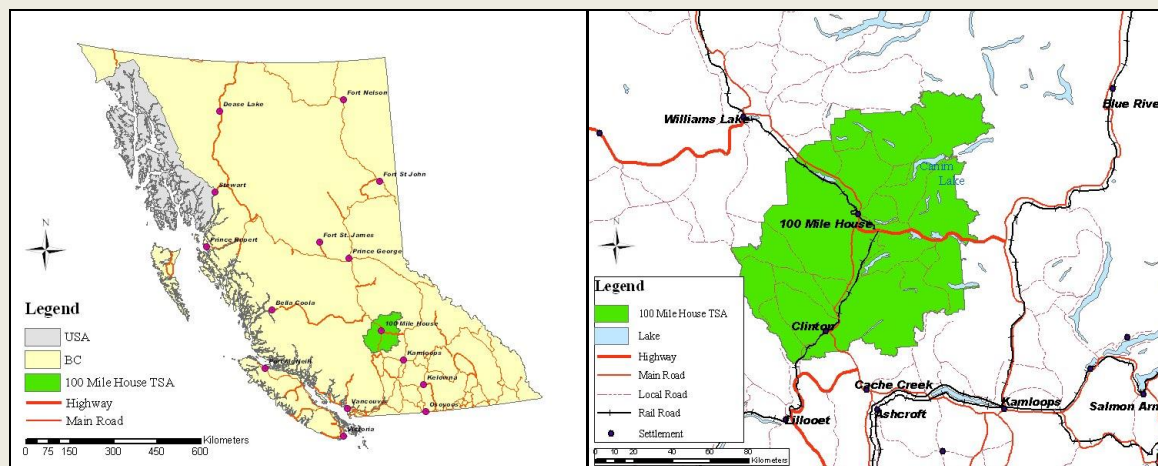 Dease Lake
Fort Nelson
Fort St John
Stewart
Prince Rupert
Fort St. James
Prince George
Bella Coola
100 Mile House
Kamloops
Kelowna
Vancouver
Osoyoos
Victoria
N
Legend
USA
BC
100 Mile House TSA
Highway
Main Road
0 75 150 300 450 600
Kilometers
Williams Lake
Blue River
Canim
Lake
100 Mile House
Clinton
Cache Creek
Lillooet
Ashcroft
Kamloops
Salmon Arm
Legend
100 Mile House TSA
Lake
Highway
Main Road
Local Road
Rail Road
Settlement
0 10 20 40 60 80
Kilometers